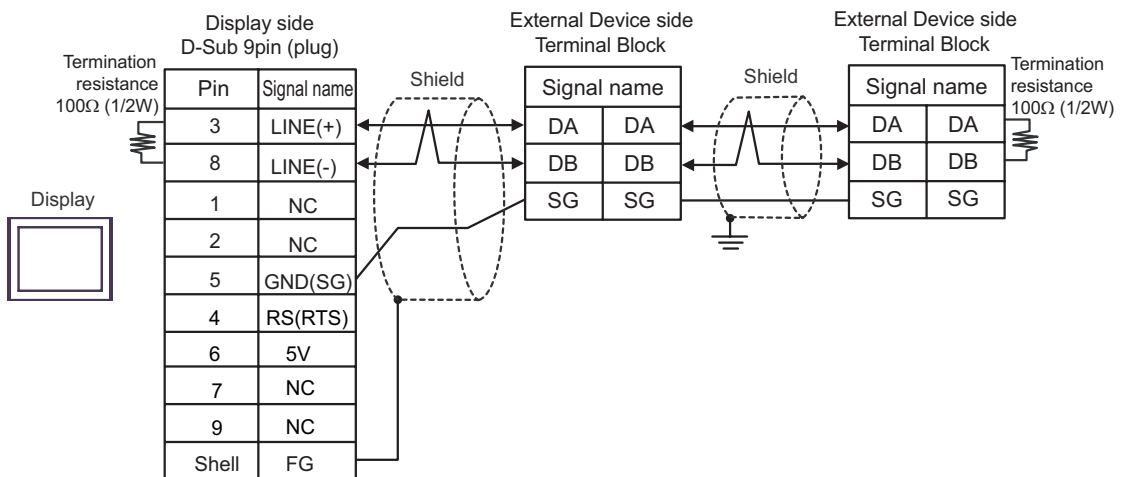 Display side
D-Sub 9pin (plug)
External Device side
Terminal Block
External Device side
Terminal Block
Termination
resistance
100Ω (1/2W)
Termination
resistance
100Ω (1/2W)
Shield
Shield
Pin Signal name
3 LINE(+)
8 LINE(-)
1 NC
2 NC
5 GND(SG)
4 RS(RTS)
6 5V
7 NC
9 NC
Shell FG
Signal name
DA DA
DB DB
SG SG
Signal name
DA DA
DB DB
SG SG
Display